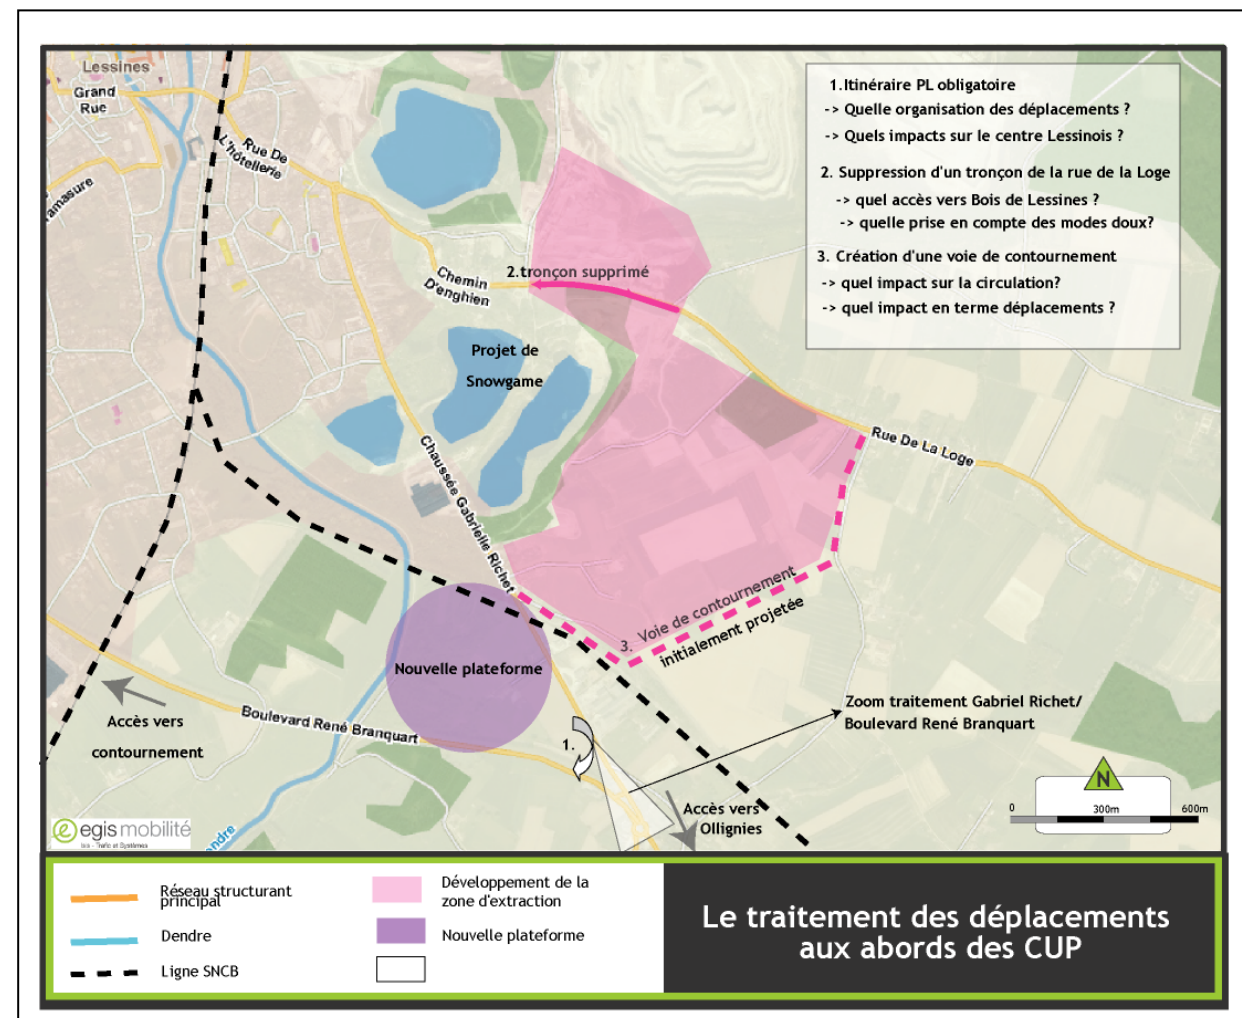 Lessines
Grand
Rue
Rue De
L'hôtellerie
ramasure
Chemin
D'enghien
2.tronçon supprimé
Projet de
Snowgame
Chaussée Gabrielle Richet
Rue De La Loge
1.Itinéraire PL obligatoire
-> Quelle organisation des déplacements ?
-> Quels impacts sur le centre Lessinois ?
2. Suppression d'un tronçon de la rue de la Loge
-> quel accès vers Bois de Lessines ?
-> quelle prise en compte des modes doux?
3. Création d'une voie de contournement
-> quel impact sur la circulation?
-> quel impact en terme déplacements ?
3. Voie de contournement
initialement projetée
Nouvelle plateforme
Accès vers
contournement
Boulevard René Branquart
1.
Zoom traitement Gabriel Richet/
Boulevard René Branquart
Accès vers
Ollignies
N
0 300m 600m
egis mobilité
Isis - Trafic et Systèmes
endre
Réseau structurant
principal
Dendre
Ligne SNCB
Développement de la
zone d'extraction
Nouvelle plateforme
Le traitement des déplacements
aux abords des CUP